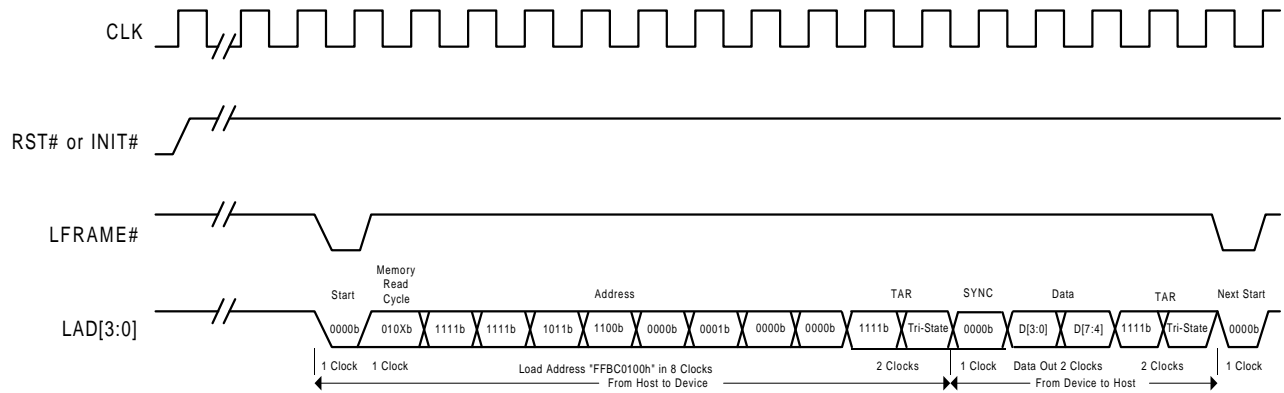 CLK
RST# or INIT#
LFRAME#
Memory
Read
Cycle
Start
Address
TAR
SYNC
Data
TAR
Next Start
LAD[3:0]
0000b 010Xb 1111b 1111b 1011b 1100b 0000b 0001b 0000b 0000b 1111b Tri-State 0000b D[3:0] D[7:4] 1111b Tri-State 0000b
1 Clock 1 Clock Load Address "FFBC0100h" in 8 Clocks 2 Clocks 1 Clock Data Out 2 Clocks 2 Clocks 1 Clock
From Host to Device From Device to Host